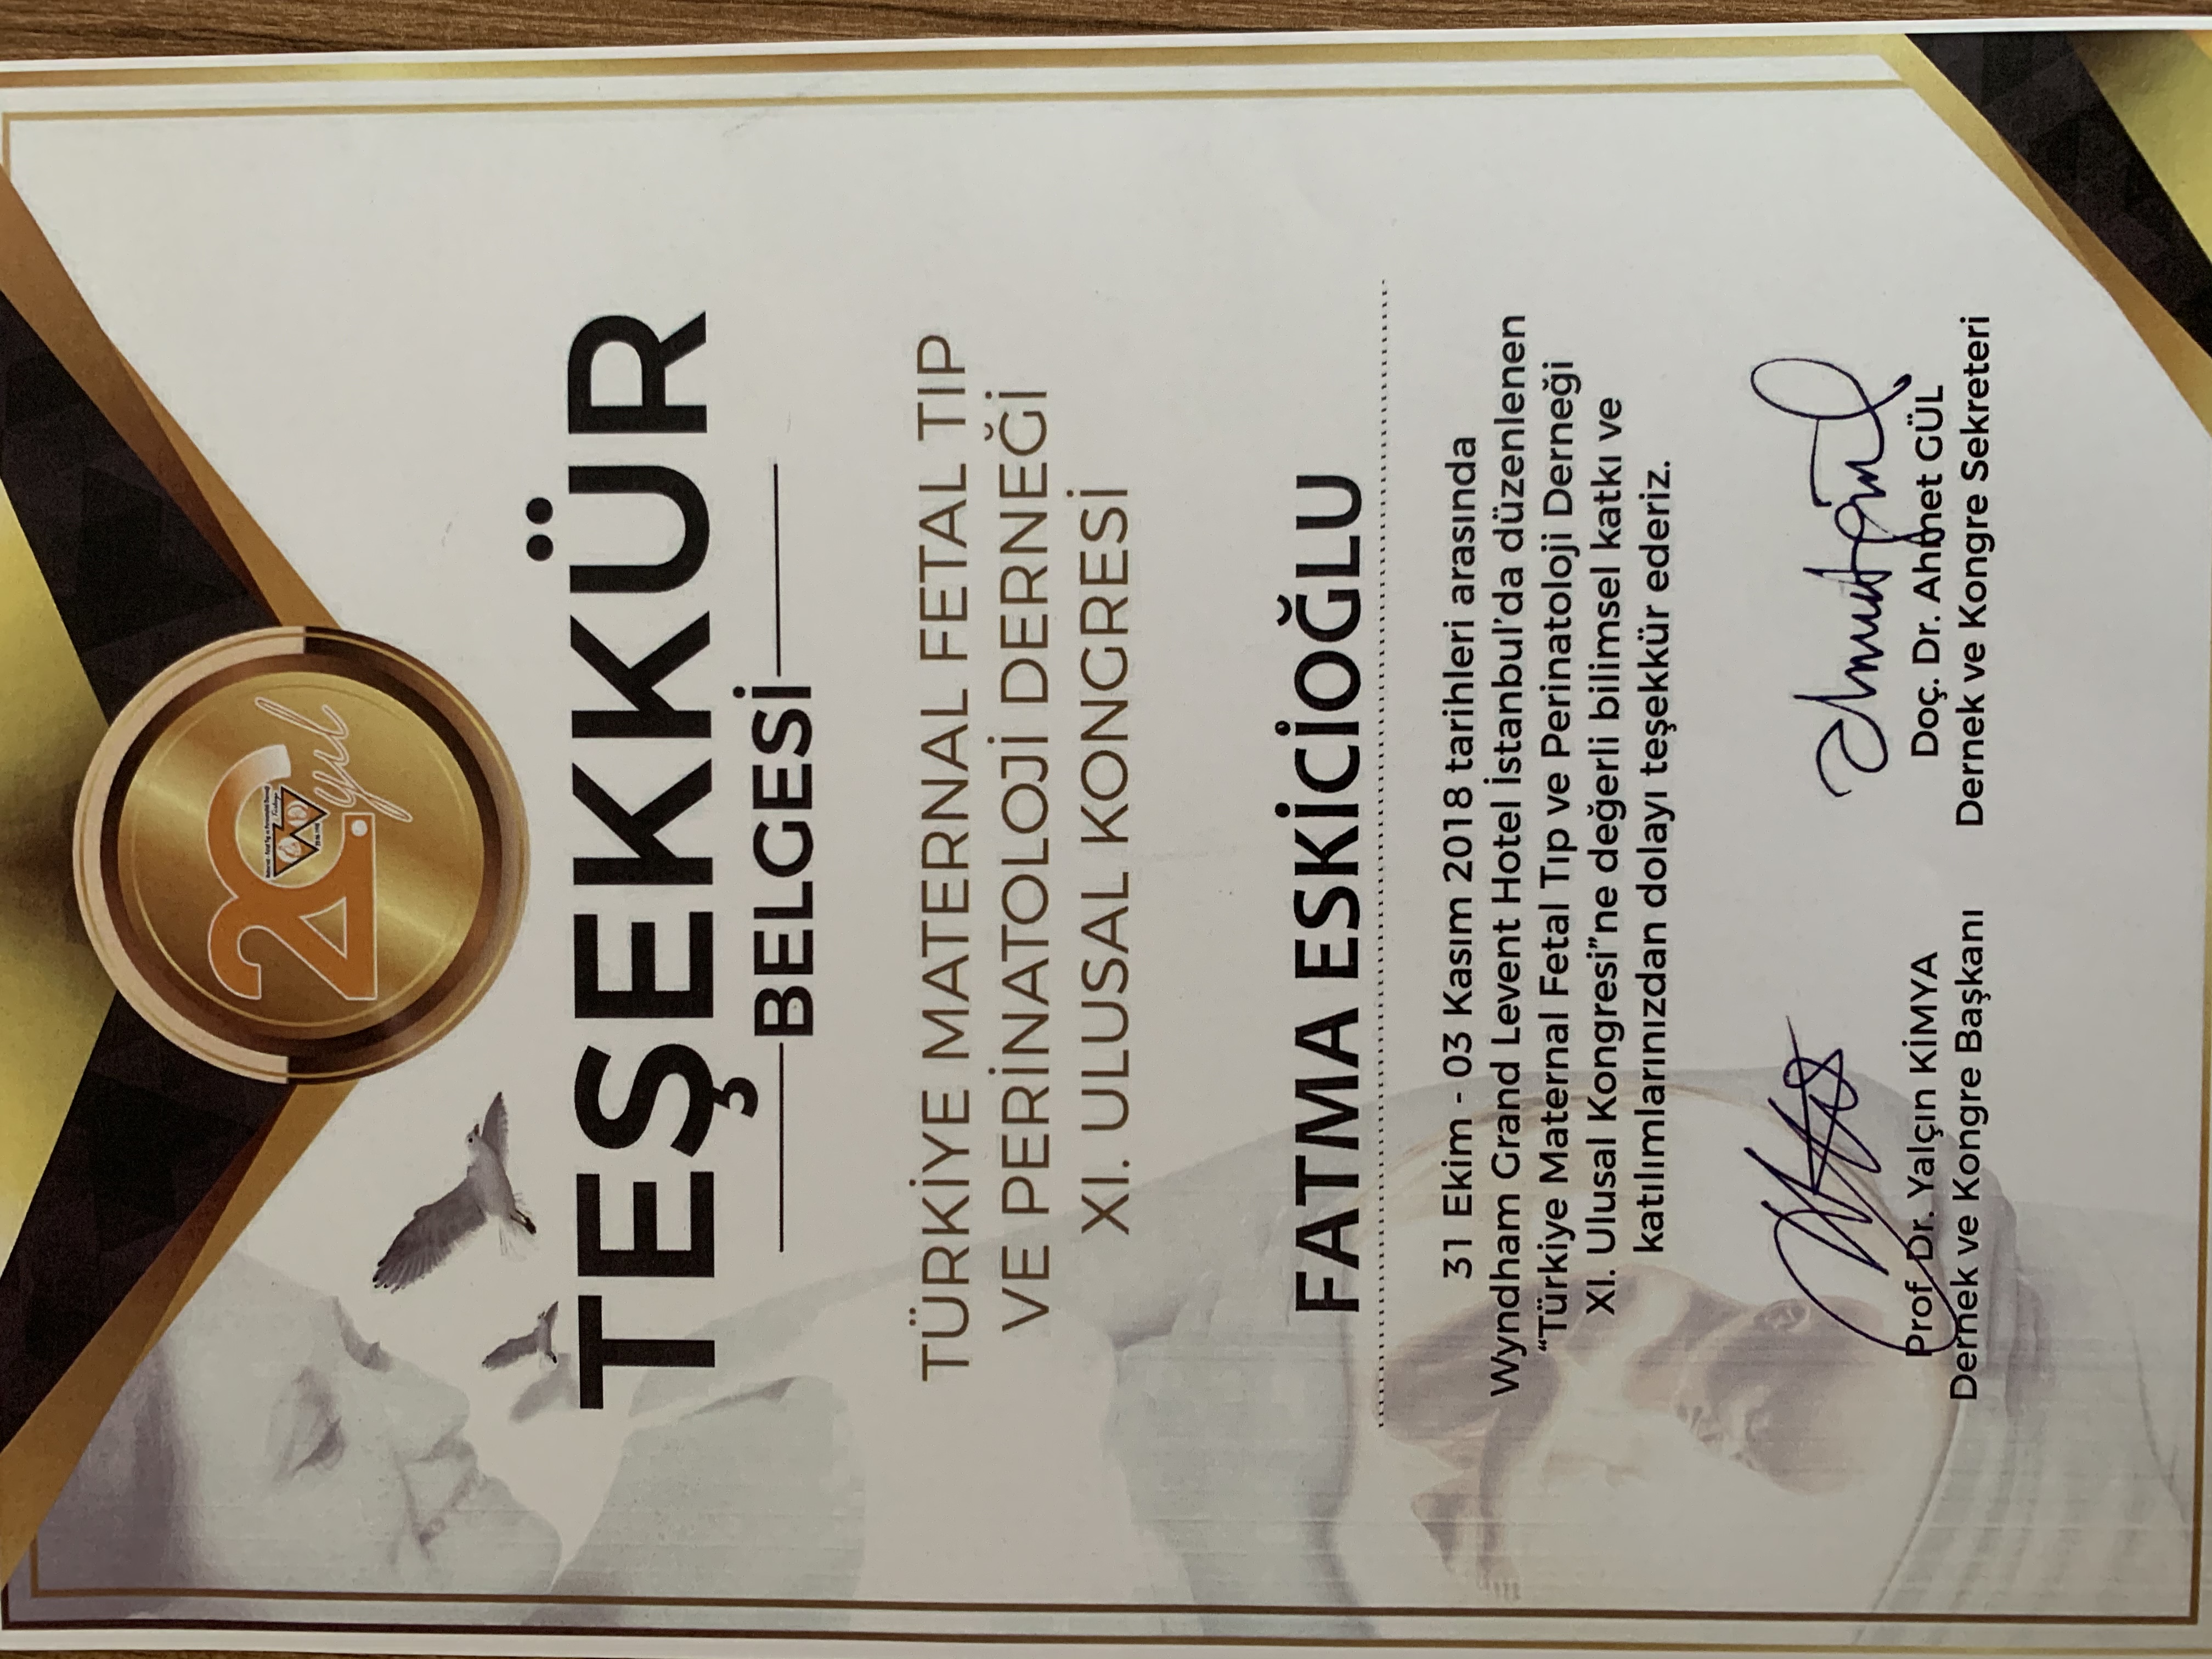 20. yıl
TEŞEKKÜR
BELGESİ
TÜRKİYE MATERNAL FETAL TIP
VE PERİNATOLOJİ DERNEĞİ
XI. ULUSAL KONGRESİ
FATMA ESKİCİOĞLU
31 Ekim - 03 Kasım 2018 tarihleri arasında
Wyndham Grand Levent Hotel İstanbul'da düzenlenen
“Türkiye Maternal Fetal Tıp ve Perinatoloji Derneği
XI. Ulusal Kongresi”ne değerli bilimsel katkı ve
katılımlarınızdan dolayı teşekkür ederiz.
Prof. Dr. Yalçın KİMYA
Dernek ve Kongre Başkanı
Doç. Dr. Ahmet GÜL
Dernek ve Kongre Sekreteri